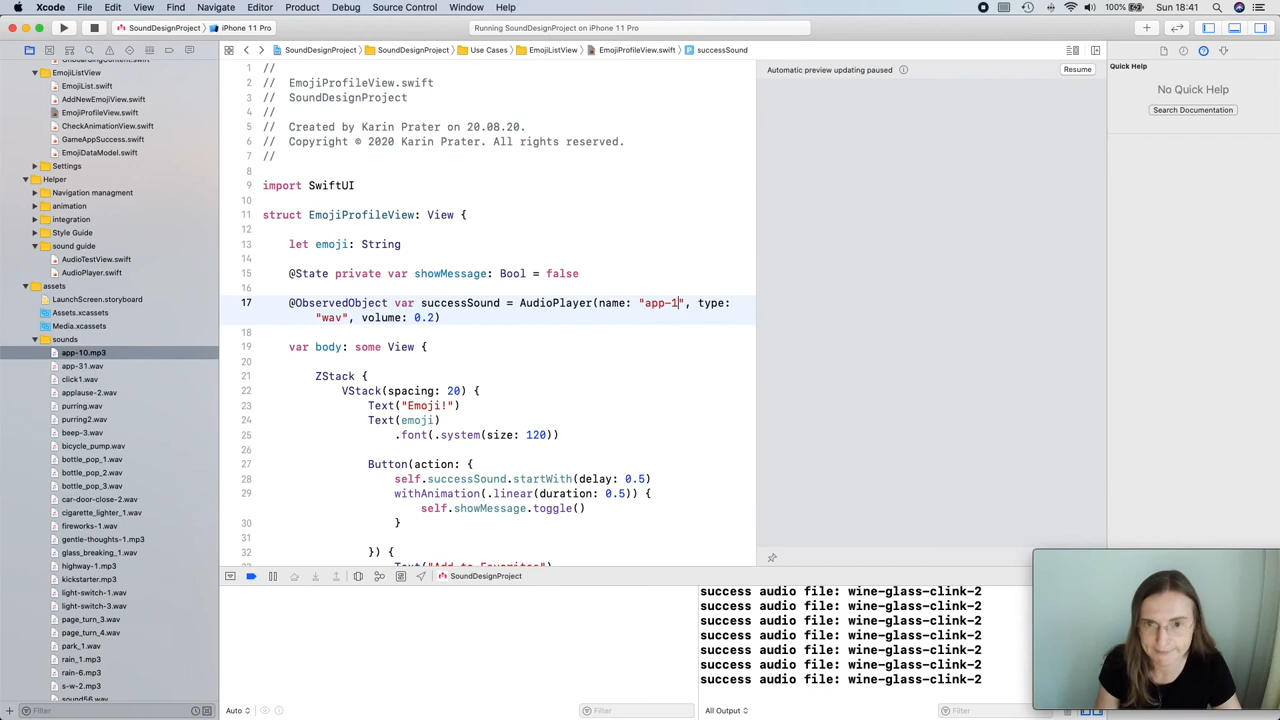 Xcode File Edit View Find Navigate Editor Product Debug Source Control Window Help 100% Sun 18:41
SoundDesignProject iPhone 11 Pro Running SoundDesignProject on iPhone 11 Pro
SoundDesignProject SoundDesignProject Use Cases EmojiListView EmojiProfileView.swift successSound
EmojiListView
EmojiList.swift
AddNewEmojiView.swift
EmojiProfileView.swift
CheckAnimationView.swift
GameAppSuccess.swift
EmojiDataModel.swift
Settings
Helper
Navigation managment
animation
integration
Style Guide
sound guide
AudioTestView.swift
AudioPlayer.swift
assets
LaunchScreen.storyboard
Assets.xcassets
Media.xcassets
sounds
app-10.mp3
app-31.wav
click1.wav
applause-2.wav
purring.wav
purring2.wav
beep-3.wav
bicycle_pump.wav
bottle_pop_1.wav
bottle_pop_2.wav
bottle_pop_3.wav
car-door-close-2.wav
cigarette_lighter_1.wav
fireworks-1.wav
gentle-thoughts-1.mp3
glass_breaking_1.wav
highway-1.mp3
kickstarter.mp3
light-switch-1.wav
light-switch-3.wav
page_turn_3.wav
page_turn_4.wav
park_1.wav
rain_1.mp3
rain-6.mp3
s-w-2.mp3
sound56.wav
Filter
1 //
2 // EmojiProfileView.swift
3 // SoundDesignProject
4 //
5 // Created by Karin Prater on 20.08.20.
6 // Copyright © 2020 Karin Prater. All rights reserved.
7 //
8
9 import SwiftUI
10
11 struct EmojiProfileView: View {
12
13 let emoji: String
14
15 @State private var showMessage: Bool = false
16
17 @ObservedObject var successSound = AudioPlayer(name: "app-1", type:
"wav", volume: 0.2)
18
19 var body: some View {
20
21 ZStack {
22 VStack(spacing: 20) {
23 Text("Emoji!")
24 Text(emoji)
25 .font(.system(size: 120))
26
27 Button(action: {
28 self.successSound.startWith(delay: 0.5)
29 withAnimation(.linear(duration: 0.5)) {
self.showMessage.toggle()
30 }
31
32 }) {
Text("Add to Favorites")
Automatic preview updating paused
Resume
Quick Help
No Quick Help
Search Documentation
SoundDesignProject
success audio file: wine-glass-clink-2
success audio file: wine-glass-clink-2
success audio file: wine-glass-clink-2
success audio file: wine-glass-clink-2
success audio file: wine-glass-clink-2
success audio file: wine-glass-clink-2
success audio file: wine-glass-clink-2
Auto Filter All Output Filter